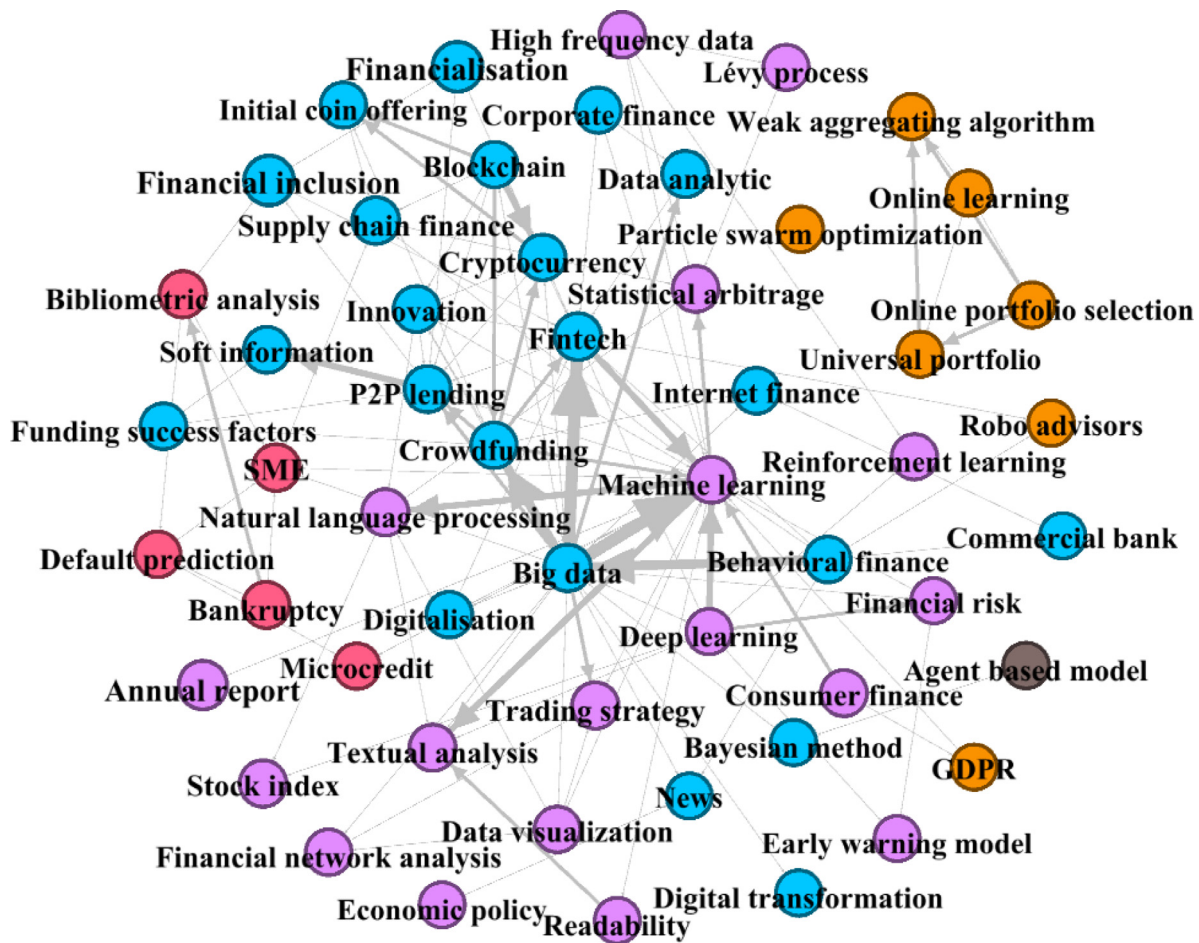 High frequency data
Financialisation
Lévy process
Initial coin offering
Corporate finance
Weak aggregating algorithm
Blockchain
Data analytic
Financial inclusion
Online learning
Supply chain finance
Particle swarm optimization
Cryptocurrency
Statistical arbitrage
Bibliometric analysis
Innovation
Online portfolio selection
Fintech
Soft information
Universal portfolio
P2P lending
Internet finance
Funding success factors
Robo advisors
Crowdfunding
SME
Reinforcement learning
Machine learning
Natural language processing
Commercial bank
Default prediction
Big data
Behavioral finance
Bankruptcy
Digitalisation
Financial risk
Deep learning
Microcredit
Agent based model
Annual report
Consumer finance
Trading strategy
Textual analysis
Bayesian method
GDPR
Stock index
News
Data visualization
Early warning model
Financial network analysis
Digital transformation
Economic policy
Readability